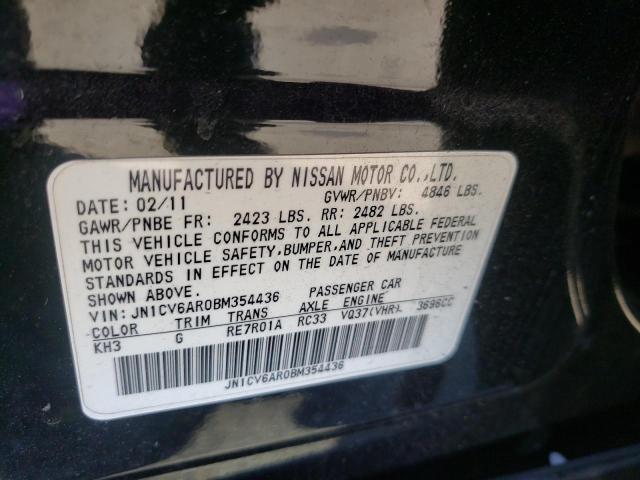 MANUFACTURED BY NISSAN MOTOR CO.,LTD.
DATE: 02/11 GVWR/PNBV: 4846 LBS.
GAWR/PNBE FR: 2423 LBS. RR: 2482 LBS.
THIS VEHICLE CONFORMS TO ALL APPLICABLE FEDERAL
MOTOR VEHICLE SAFETY,BUMPER,AND THEFT PREVENTION
STANDARDS IN EFFECT ON THE DATE OF MANUFACTURE
SHOWN ABOVE.
VIN: JN1CV6AR0BM354436 PASSENGER CAR
COLOR TRIM TRANS AXLE ENGINE
KH3 G RE7R01A RC33 VQ37(VHR) 3696CC
JN1CV6AR0BM354436